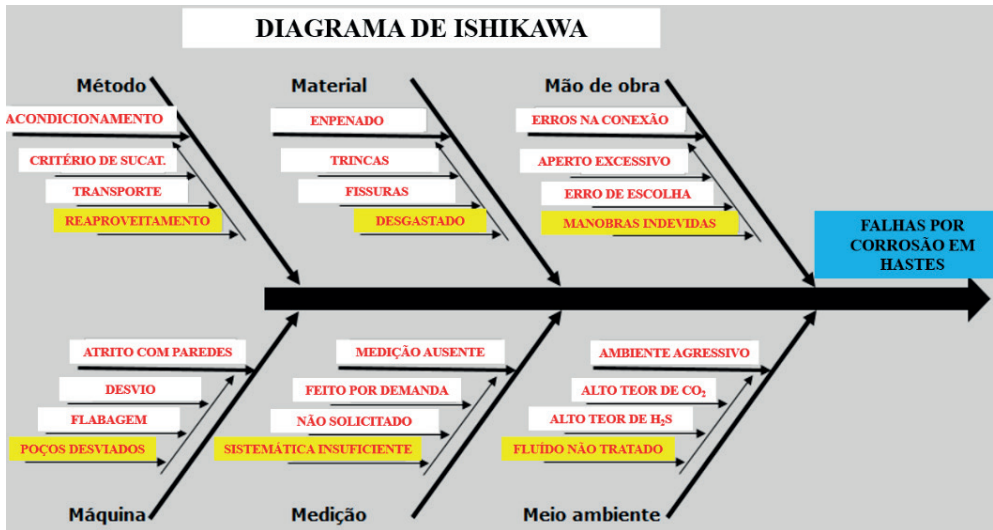 DIAGRAMA DE ISHIKAWA
Método
ACONDICIONAMENTO
CRITÉRIO DE SUCAT.
TRANSPORTE
REAPROVEITAMENTO
Material
ENPENADO
TRINCAS
FISSURAS
DESGASTADO
Mão de obra
ERROS NA CONEXÃO
APERTO EXCESSIVO
ERRO DE ESCOLHA
MANOBRAS INDEVIDAS
FALHAS POR
CORROSÃO EM
HASTES
ATRITO COM PAREDES
DESVIO
FLABAGEM
POÇOS DESVIADOS
Máquina
MEDIÇÃO AUSENTE
FEITO POR DEMANDA
NÃO SOLICITADO
SISTEMÁTICA INSUFICIENTE
Medição
AMBIENTE AGRESSIVO
ALTO TEOR DE CO₂
ALTO TEOR DE H₂S
FLUÍDO NÃO TRATADO
Meio ambiente